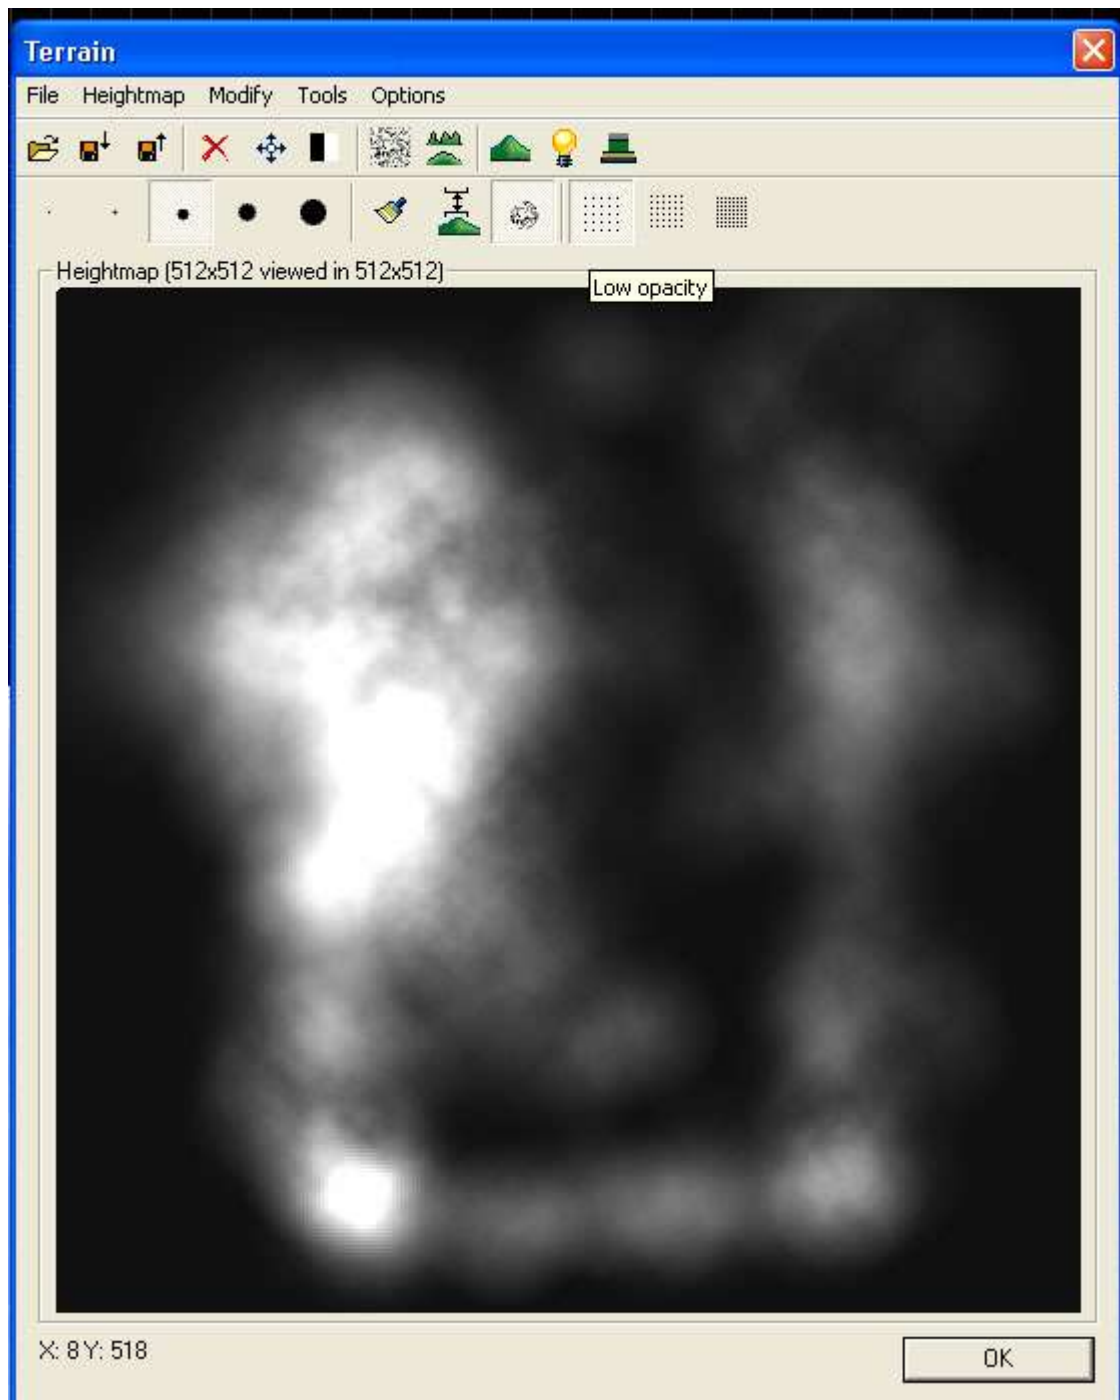 Terrain
File Heightmap Modify Tools Options
Heightmap (512x512 viewed in 512x512)
Low opacity
X: 8 Y: 518
OK